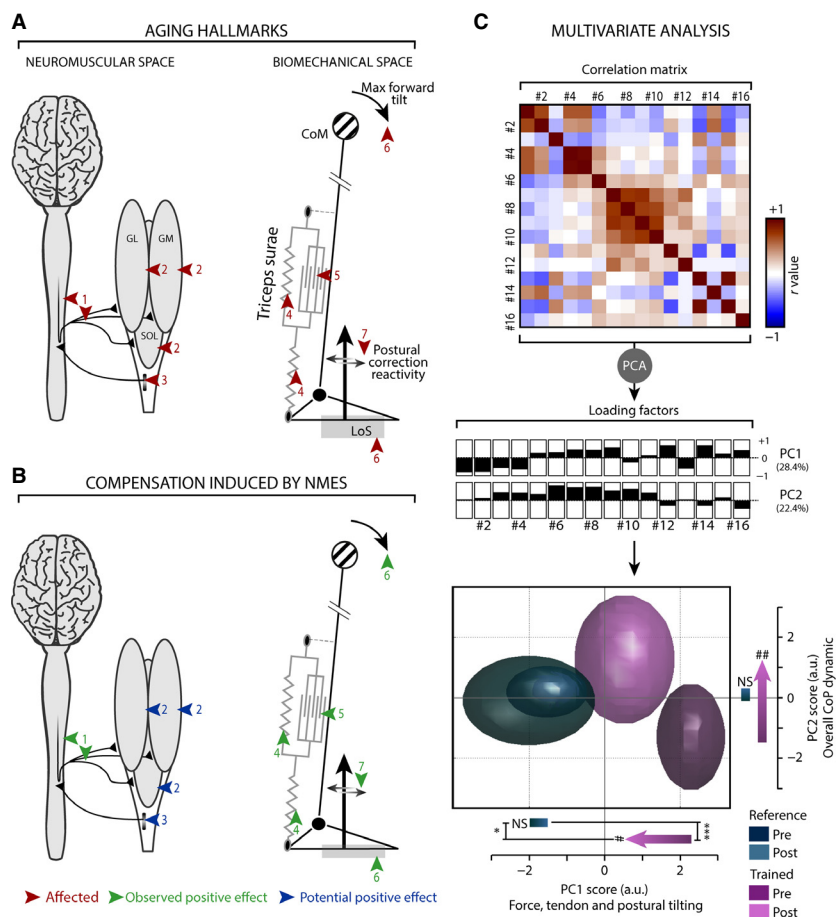 A
AGING HALLMARKS
NEUROMUSCULAR SPACE
BIOMECHANICAL SPACE
Max forward
tilt
CoM
6
GL
GM
2
2
1
SOL
2
3
Triceps surae
5
4
4
7
Postural
correction
reactivity
LoS
6
B
COMPENSATION INDUCED BY NMES
6
2
2
1
2
3
5
4
4
7
6
Affected
Observed positive effect
Potential positive effect
C
MULTIVARIATE ANALYSIS
Correlation matrix
#2 #4 #6 #8 #10 #12 #14 #16
#2
#4
#6
#8
#10
#12
#14
#16
+1
r value
−1
PCA
Loading factors
+1
0
−1
PC1
(28.4%)
PC2
(22.4%)
#2 #4 #6 #8 #10 #12 #14 #16
2
0
−2
PC2 score (a.u.)
Overall CoP dynamic
##
NS
* NS ***
#
−2 0 2
PC1 score (a.u.)
Force, tendon and postural tilting
Reference
Pre
Post
Trained
Pre
Post